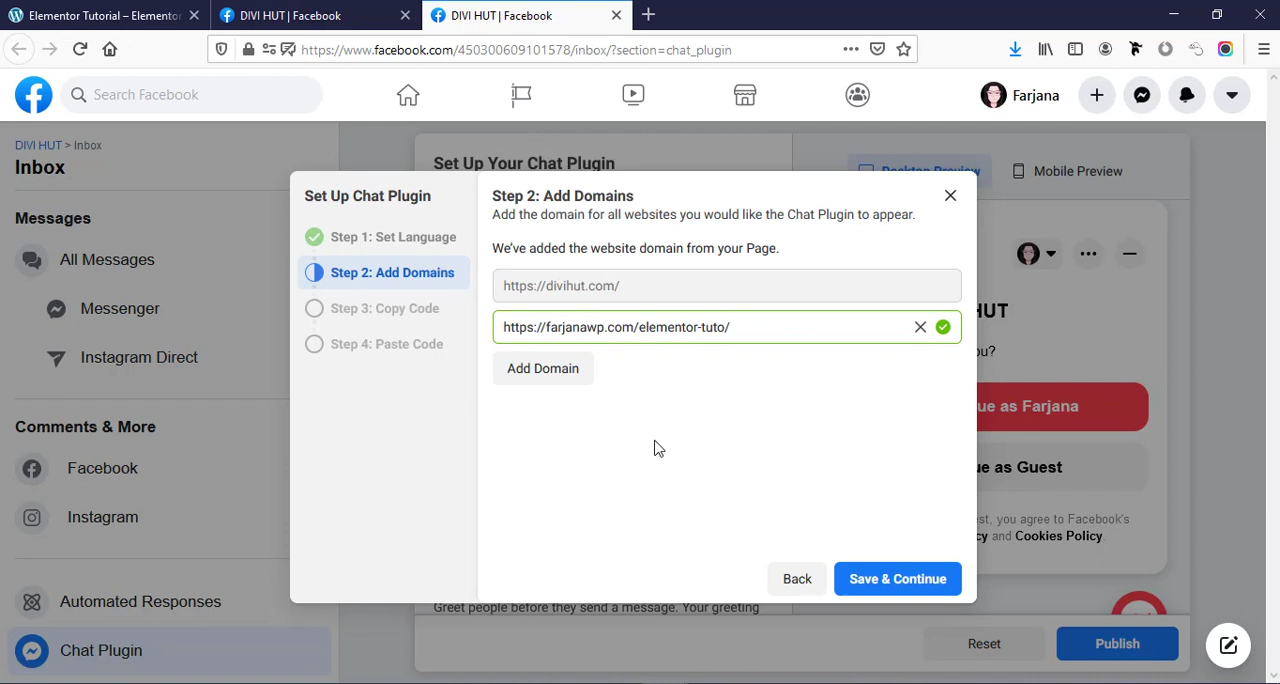 Elementor Tutorial – Elementor
DIVI HUT | Facebook
DIVI HUT | Facebook
https://www.facebook.com/450300609101578/inbox/?section=chat_plugin
Search Facebook
Farjana
DIVI HUT > Inbox
Inbox
Messages
All Messages
Messenger
Instagram Direct
Comments & More
Facebook
Instagram
Automated Responses
Chat Plugin
Set Up Your Chat Plugin
Desktop Preview
Mobile Preview
Set Up Chat Plugin
Step 1: Set Language
Step 2: Add Domains
Step 3: Copy Code
Step 4: Paste Code
Step 2: Add Domains
Add the domain for all websites you would like the Chat Plugin to appear.
We've added the website domain from your Page.
https://divihut.com/
https://farjanawp.com/elementor-tuto/
Add Domain
Back
Save & Continue
HUT
ou?
ue as Farjana
ue as Guest
est, you agree to Facebook's
cy and Cookies Policy.
Greet people before they send a message. Your greeting
Reset
Publish